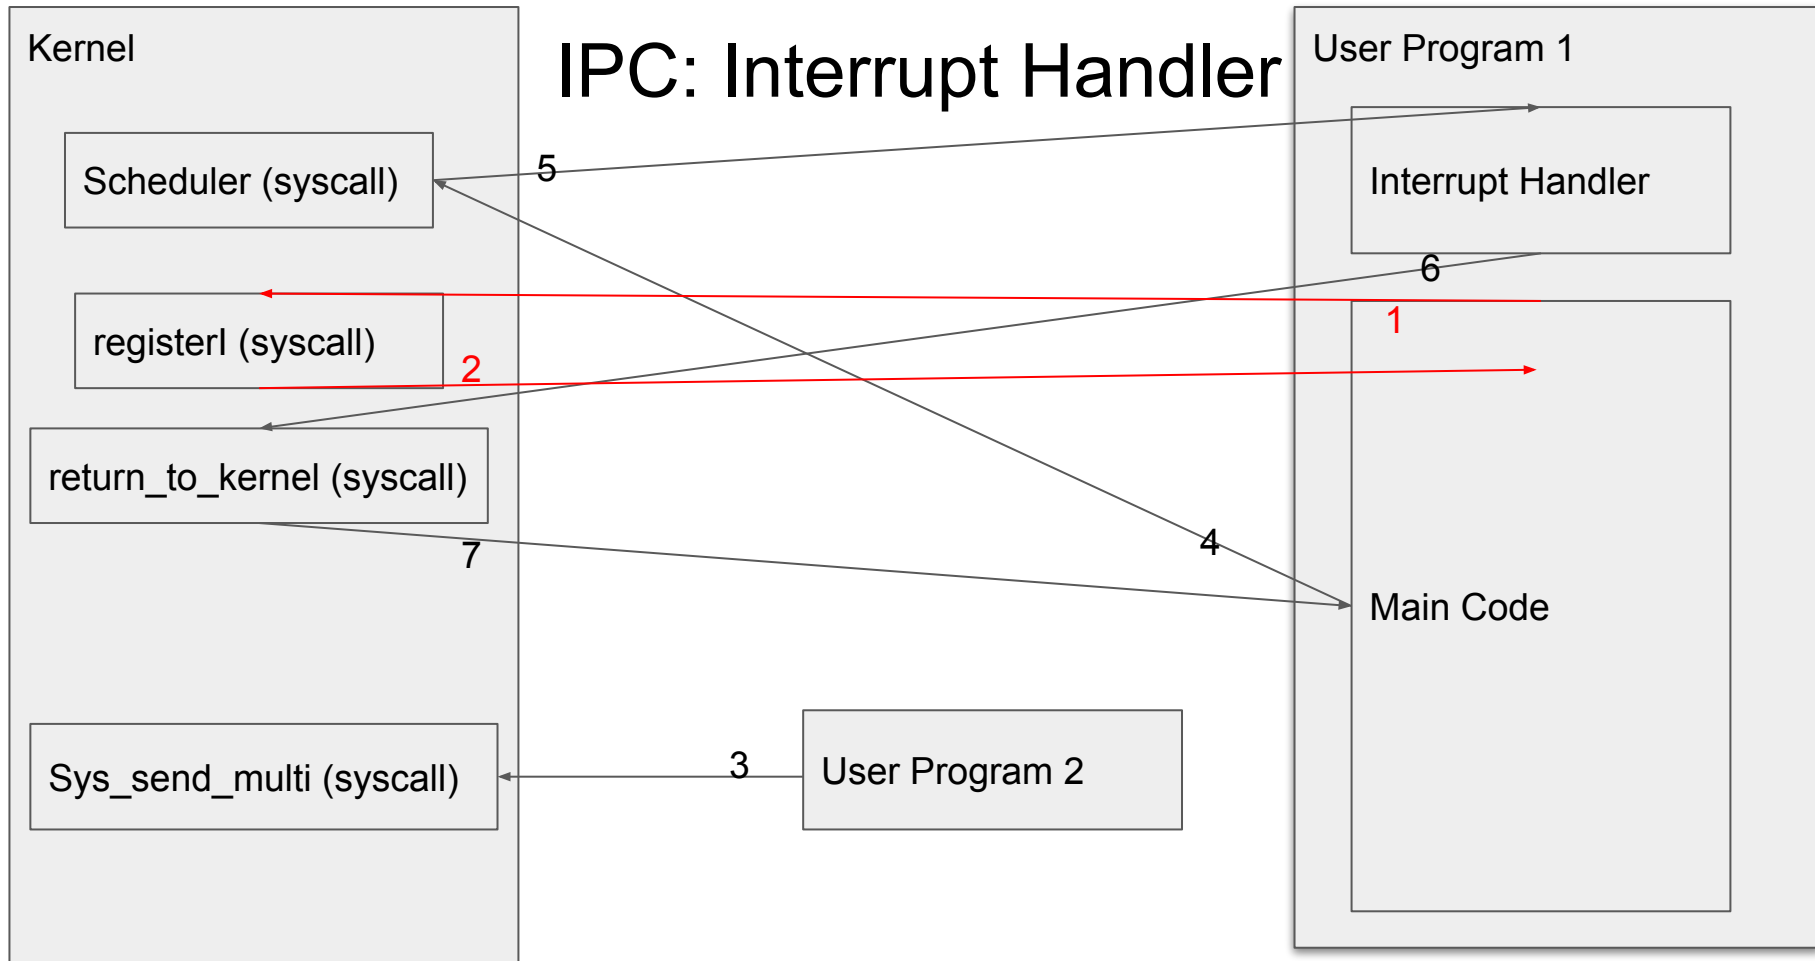 Kernel
IPC: Interrupt Handler
User Program 1
Scheduler (syscall)
5
Interrupt Handler
6
registerI (syscall)
1
2
return_to_kernel (syscall)
7
4
Main Code
Sys_send_multi (syscall)
3
User Program 2